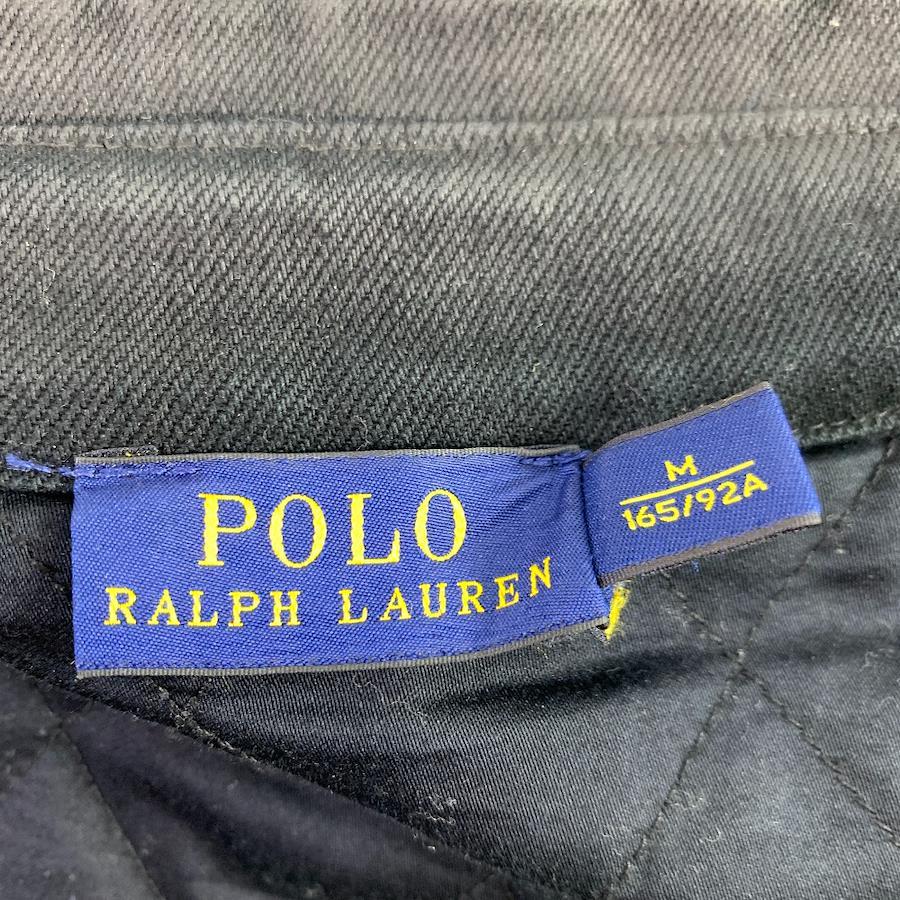 POLO
RALPH LAUREN
M
165/92A